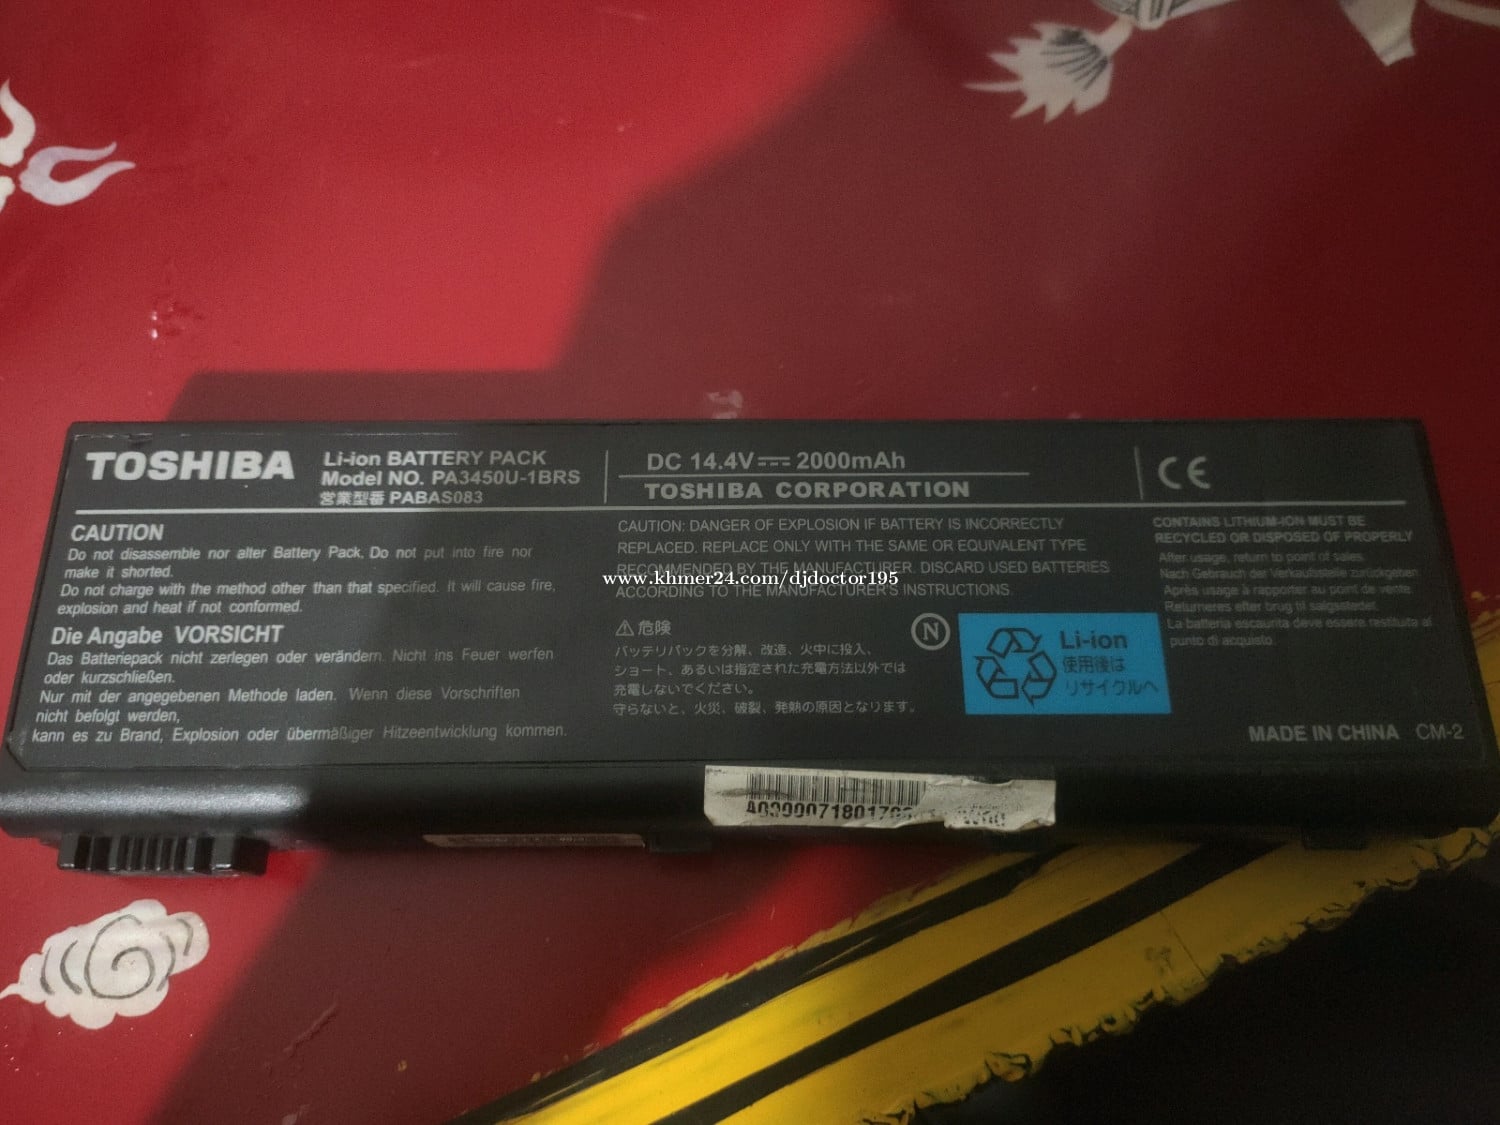 TOSHIBA
Li-ion BATTERY PACK
Model NO. PA3450U-1BRS
営業型番 PABAS083
DC 14.4V⎓2000mAh
TOSHIBA CORPORATION
CE
CAUTION
Do not disassemble nor alter Battery Pack. Do not put into fire nor
make it shorted.
Do not charge with the method other than that specified. It will cause fire,
explosion and heat if not conformed.
Die Angabe VORSICHT
Das Batteriepack nicht zerlegen oder verändern. Nicht ins Feuer werfen
oder kurzschließen.
Nur mit der angegebenen Methode laden. Wenn diese Vorschriften
nicht befolgt werden,
kann es zu Brand, Explosion oder übermäßiger Hitzeentwicklung kommen.
CAUTION: DANGER OF EXPLOSION IF BATTERY IS INCORRECTLY
REPLACED. REPLACE ONLY WITH THE SAME OR EQUIVALENT TYPE
RECOMMENDED BY THE MANUFACTURER. DISCARD USED BATTERIES
www.khmer24.com/djdoctor195
ACCORDING TO THE MANUFACTURER'S INSTRUCTIONS.
⚠危険
バッテリパックを分解、改造、火中に投入、
ショート、あるいは指定された充電方法以外では
充電しないでください。
守らないと、火災、破裂、発熱の原因となります。
N
Li-ion
使用後は
リサイクルへ
CONTAINS LITHIUM-ION MUST BE
RECYCLED OR DISPOSED OF PROPERLY
After usage, return to point of sales.
Nach Gebrauch der Verkaufsstelle zurückgeben
Après usage à rapporter au point de vente
Returneres efter brug til salgsstedet.
La batteria esaurita deve essere restituita al
punto di acquisto.
MADE IN CHINA CM-2
A0000071801